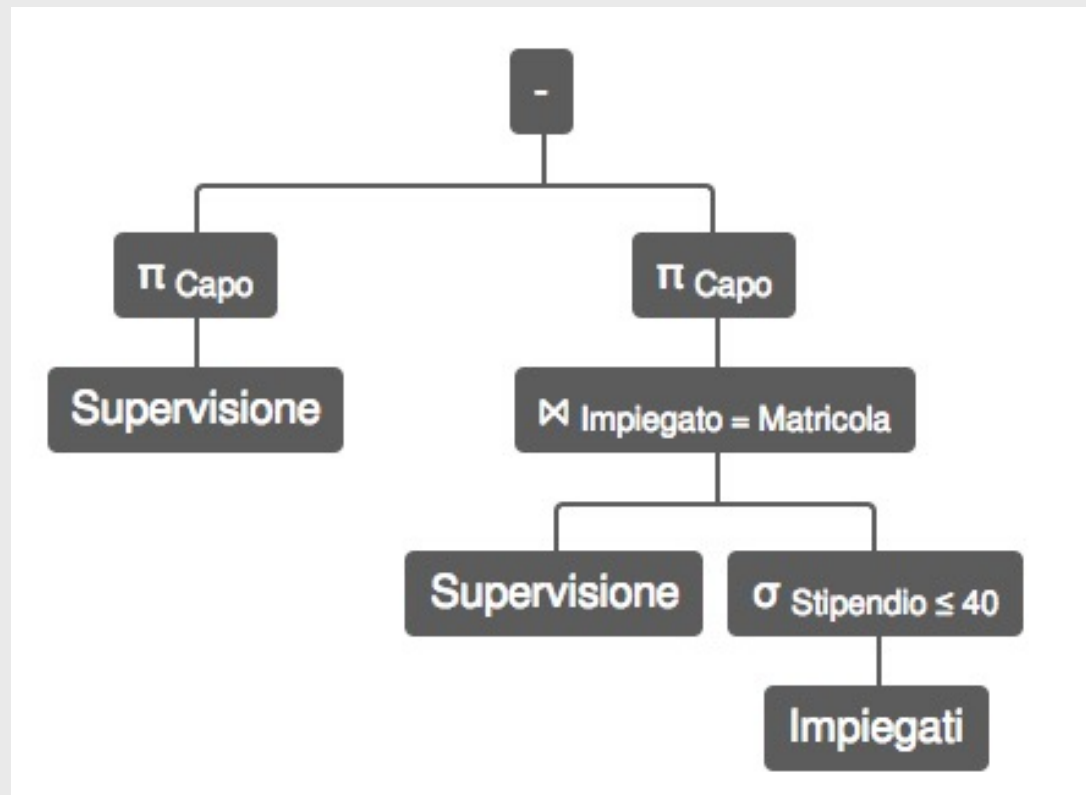 -
π Capo
π Capo
Supervisione
⋈ Impiegato = Matricola
Supervisione
σ Stipendio ≤ 40
Impiegati